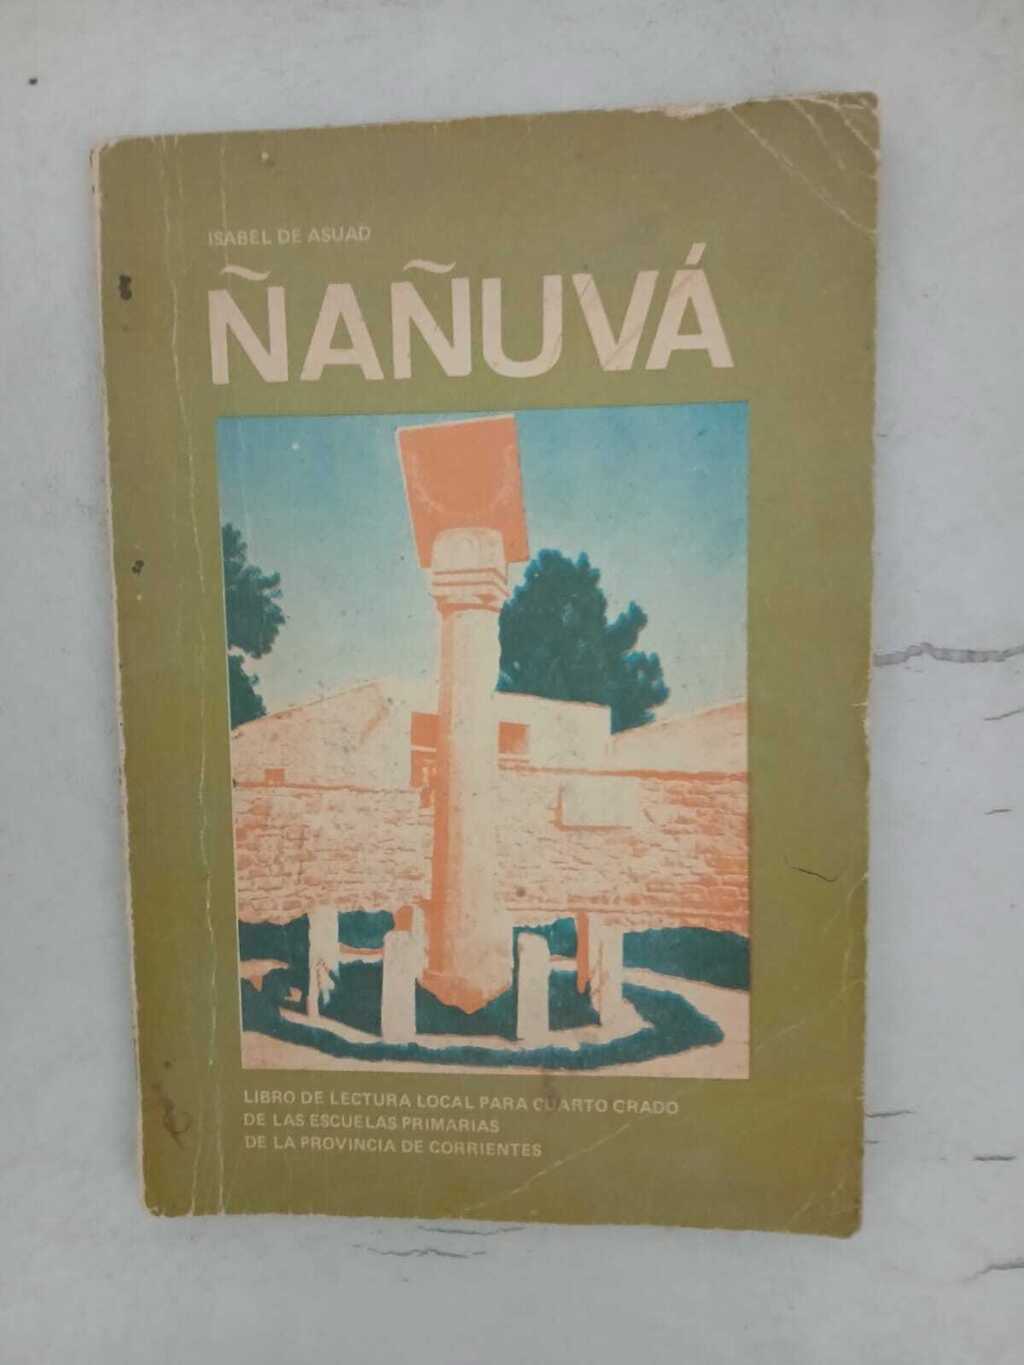 ISABEL DE ASUAD
ÑAÑUVÁ
LIBRO DE LECTURA LOCAL PARA CUARTO GRADO
DE LAS ESCUELAS PRIMARIAS
DE LA PROVINCIA DE CORRIENTES